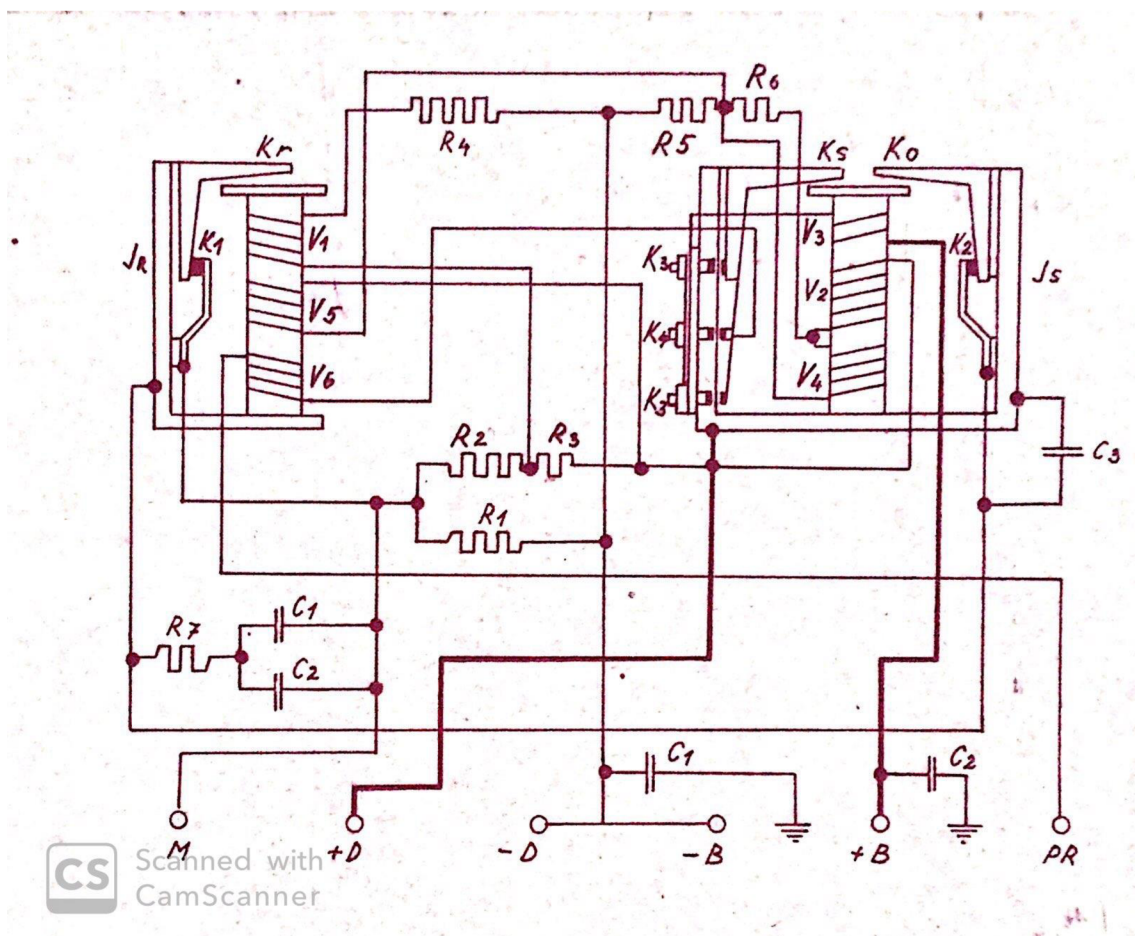 R6
R4
R5
Kr
Ks
Ko
K1
V1
V3
K3
K2
JR
Js
V2
V5
K4
V6
V4
K3
R2
R3
C3
R1
C1
R7
C2
C1
C2
M
+D
-D
-B
+B
PR
CS
Scanned with
CamScanner